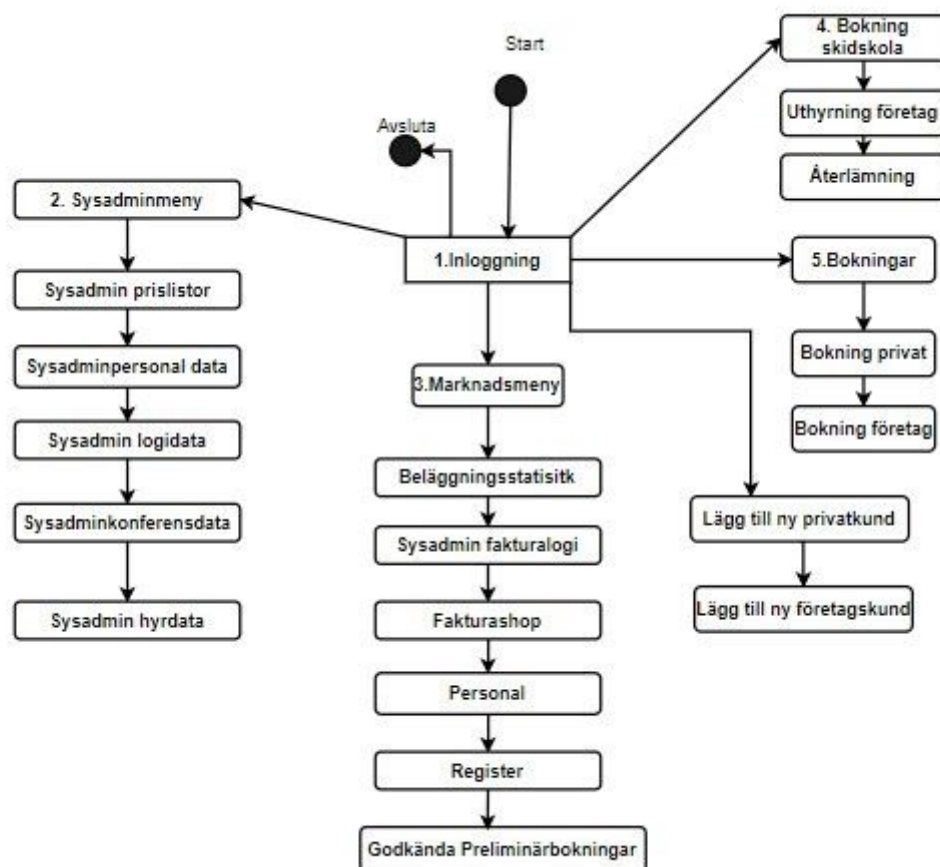 Start
Avsluta
1.Inloggning
2. Sysadminmeny
Sysadmin prislistor
Sysadminpersonal data
Sysadmin logidata
Sysadminkonferensdata
Sysadmin hyrdata
3.Marknadsmeny
Beläggningsstatisitk
Sysadmin fakturalogi
Fakturashop
Personal
Register
Godkända Preliminärbokningar
4. Bokning
skidskola
Uthyrning företag
Återlämning
5.Bokningar
Bokning privat
Bokning företag
Lägg till ny privatkund
Lägg till ny företagskund